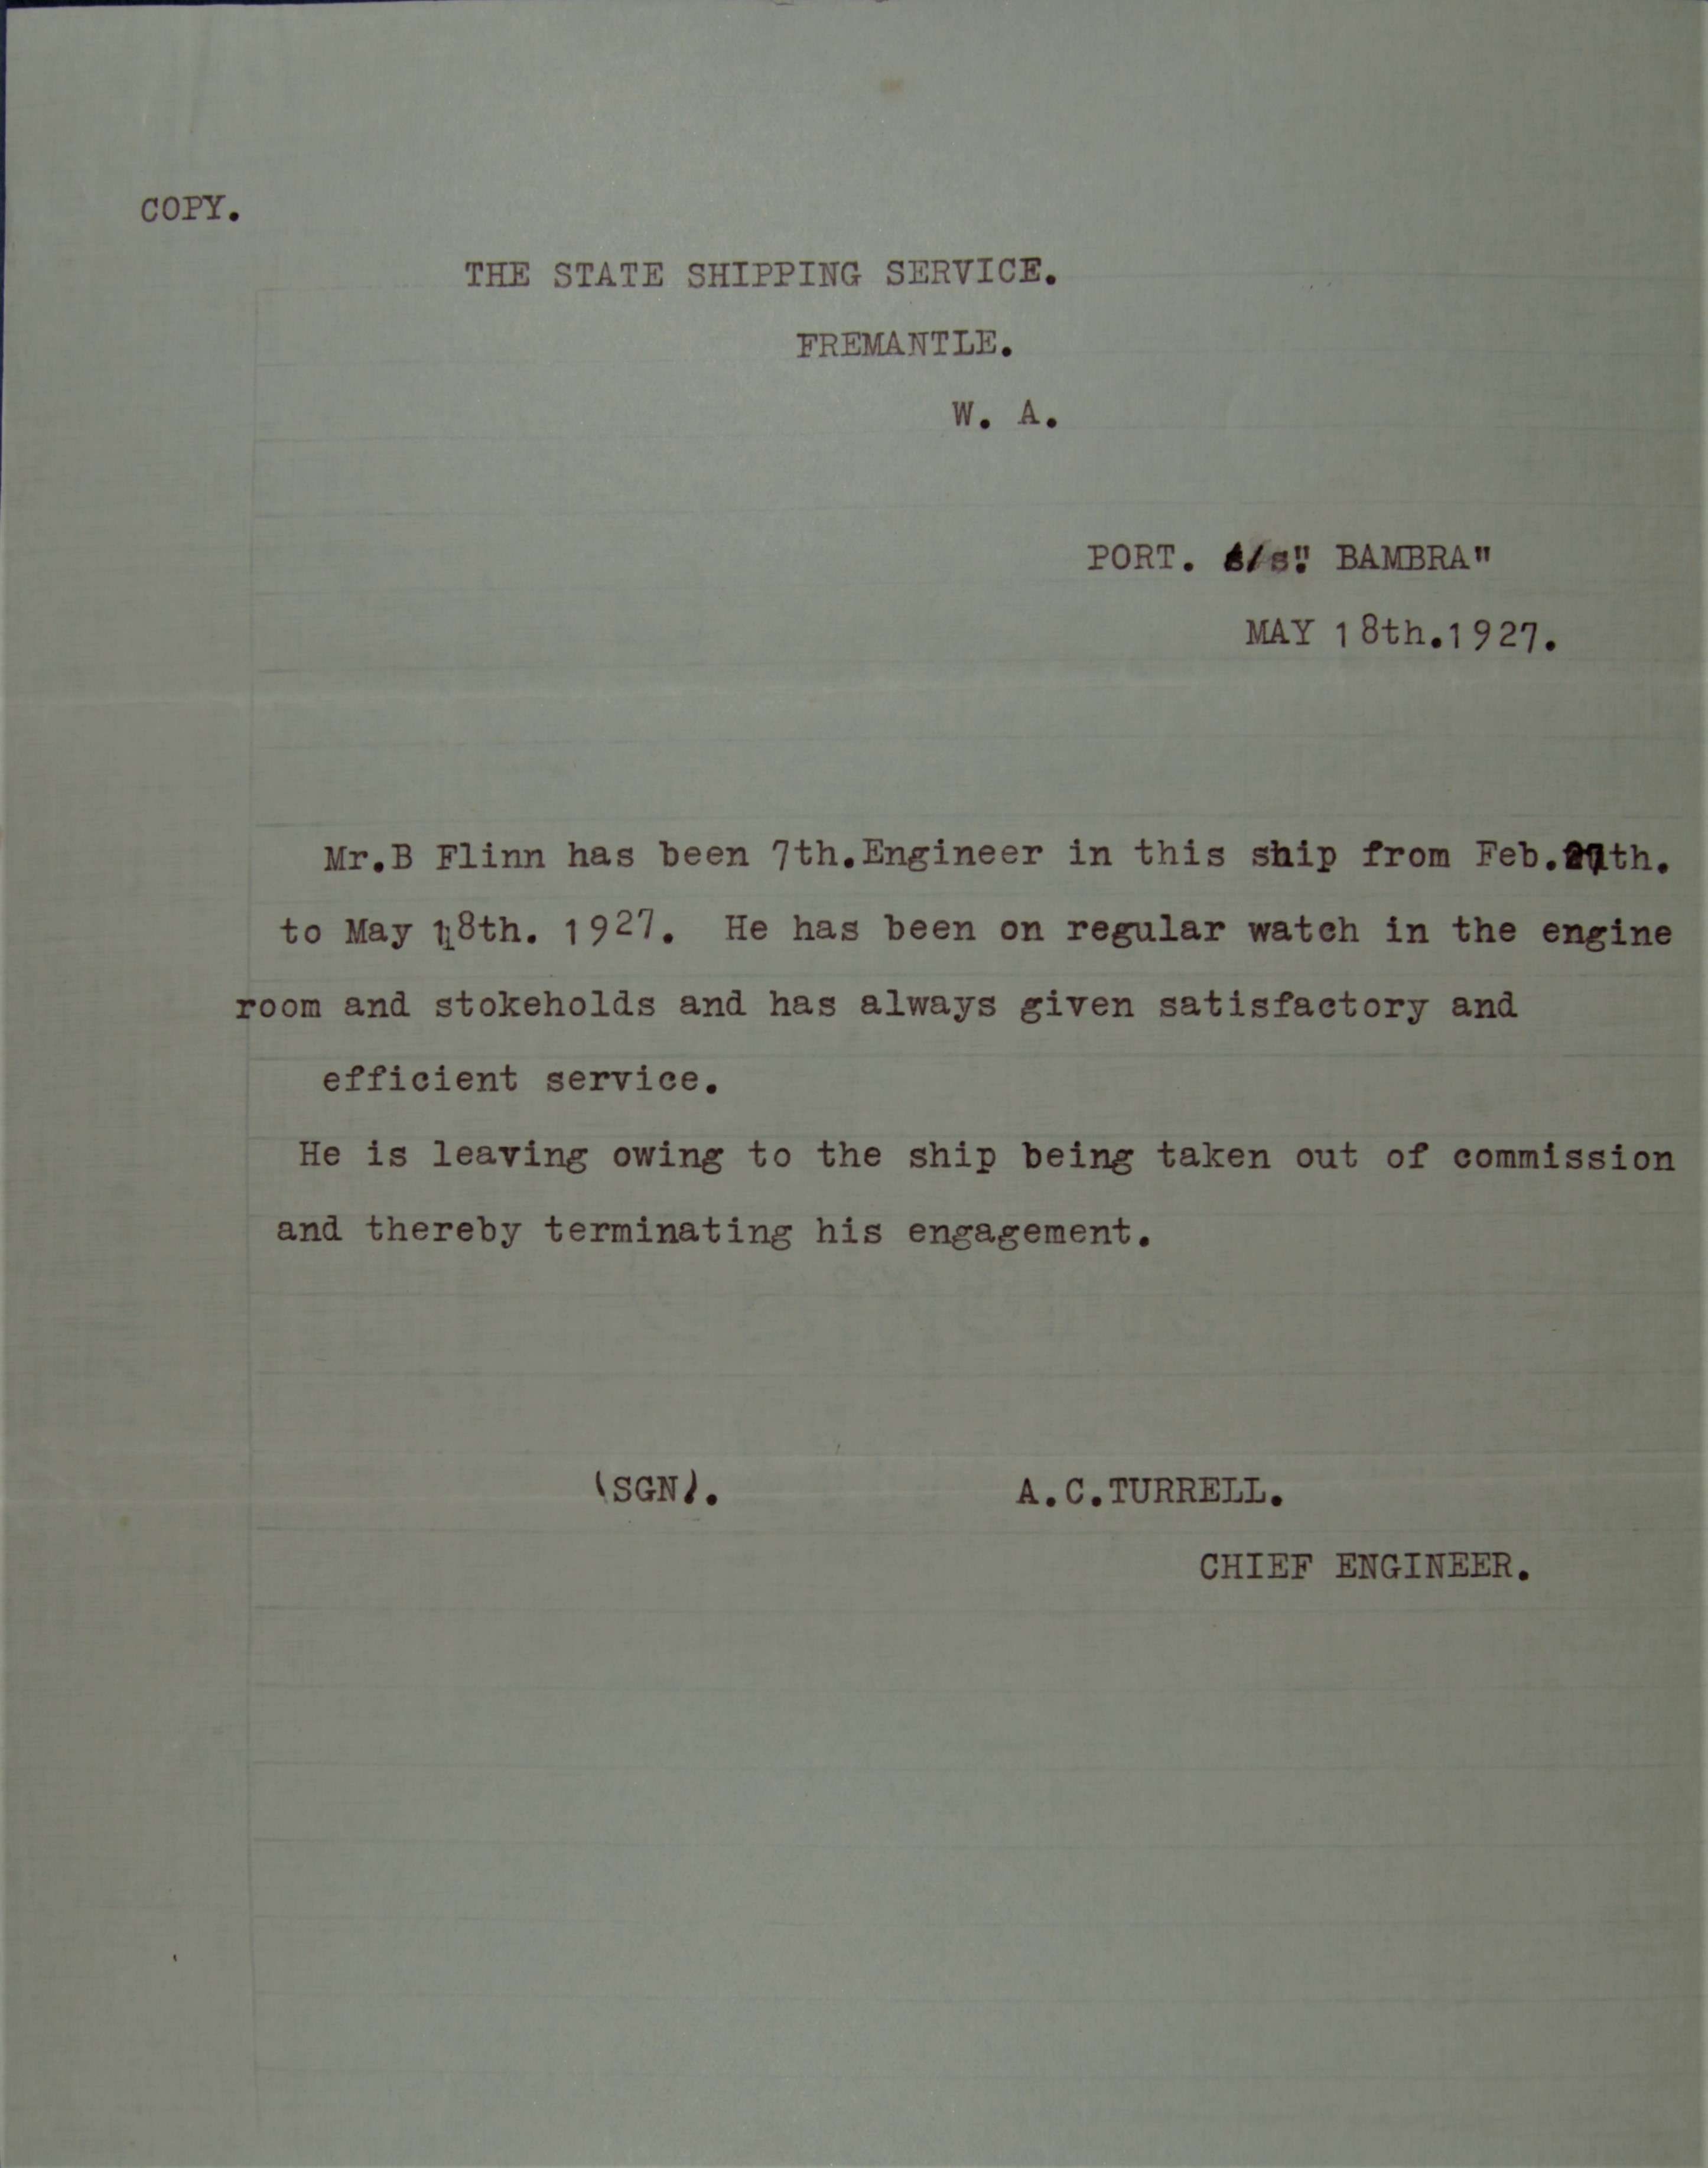 COPY.
THE STATE SHIPPING SERVICE.
FREMANTLE.
W. A.
PORT. s/s" BAMBRA"
MAY 18th.1927.
Mr.B Flinn has been 7th.Engineer in this ship from Feb.
to May 18th. 1927. He has been on regular watch in the engine
room and stokeholds and has always given satisfactory and
efficient service.
He is leaving owing to the ship being taken out of commission
and thereby terminating his engagement.
(SGN). A.C.TURRELL.
CHIEF ENGINEER.